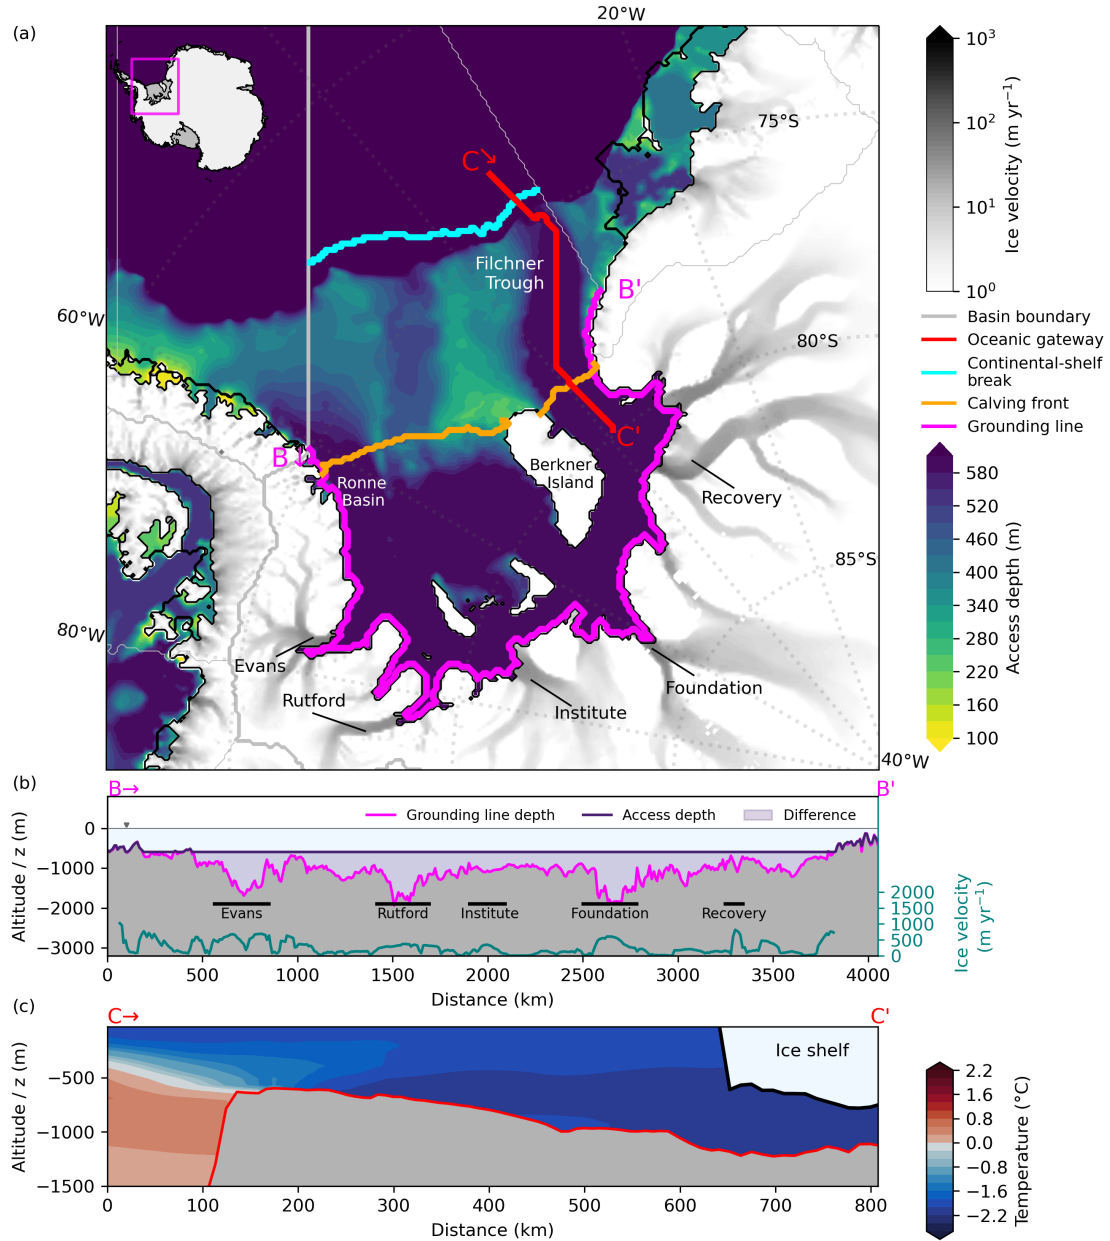 (a)
20°W
75°S
80°S
85°S
40°W
60°W
80°W
C↘
Filchner
Trough
B'
B↓
C'
Ronne
Basin
Berkner
Island
Recovery
Evans
Rutford
Institute
Foundation
10³
10²
10¹
10⁰
Ice velocity (m yr⁻¹)
Basin boundary
Oceanic gateway
Continental-shelf
break
Calving front
Grounding line
580
520
460
400
340
280
220
160
100
Access depth (m)
(b)
B→
B'
Grounding line depth
Access depth
Difference
0
−1000
−2000
−3000
Altitude / z (m)
Evans
Rutford
Institute
Foundation
Recovery
2000
1500
1000
500
0
Ice velocity
(m yr⁻¹)
0
500
1000
1500
2000
2500
3000
3500
4000
Distance (km)
(c)
C→
C'
Ice shelf
−500
−1000
−1500
Altitude / z (m)
0
100
200
300
400
500
600
700
800
Distance (km)
2.2
1.6
0.8
0.0
−0.8
−1.6
−2.2
Temperature (°C)